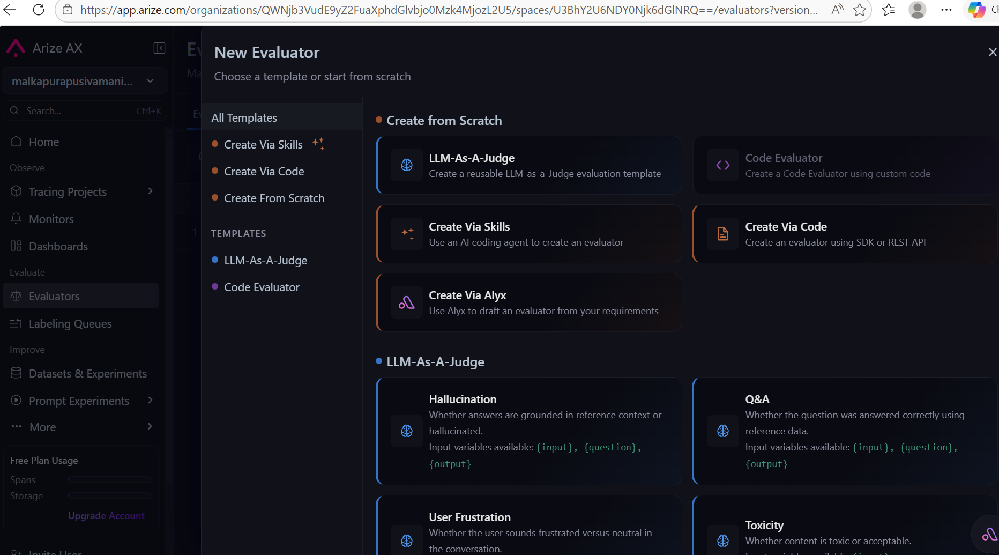 https://app.arize.com/organizations/QWNjb3VudE9yZ2FuaXphdGlvbjo0Mzk4MjozL2U5/spaces/U3BhY2U6NDY0Njk6dGlNRQ==/evaluators?version...
Arize AX
malkapurapusivamani...
Search...
Ctrl+K
Home
Observe
Tracing Projects
Monitors
Dashboards
Evaluate
Evaluators
Labeling Queues
Improve
Datasets & Experiments
Prompt Experiments
More
Free Plan Usage
Spans
Storage
Upgrade Account
Invite User
New Evaluator
Choose a template or start from scratch
All Templates
Create Via Skills
Create Via Code
Create From Scratch
TEMPLATES
LLM-As-A-Judge
Code Evaluator
Create from Scratch
LLM-As-A-Judge
Create a reusable LLM-as-a-Judge evaluation template
Code Evaluator
Create a Code Evaluator using custom code
Create Via Skills
Use an AI coding agent to create an evaluator
Create Via Code
Create an evaluator using SDK or REST API
Create Via Alyx
Use Alyx to draft an evaluator from your requirements
LLM-As-A-Judge
Hallucination
Whether answers are grounded in reference context or
hallucinated.
Input variables available: {input}, {question},
{output}
Q&A
Whether the question was answered correctly using
reference data.
Input variables available: {input}, {question},
{output}
User Frustration
Whether the user sounds frustrated versus neutral in
the conversation.
Toxicity
Whether content is toxic or acceptable.